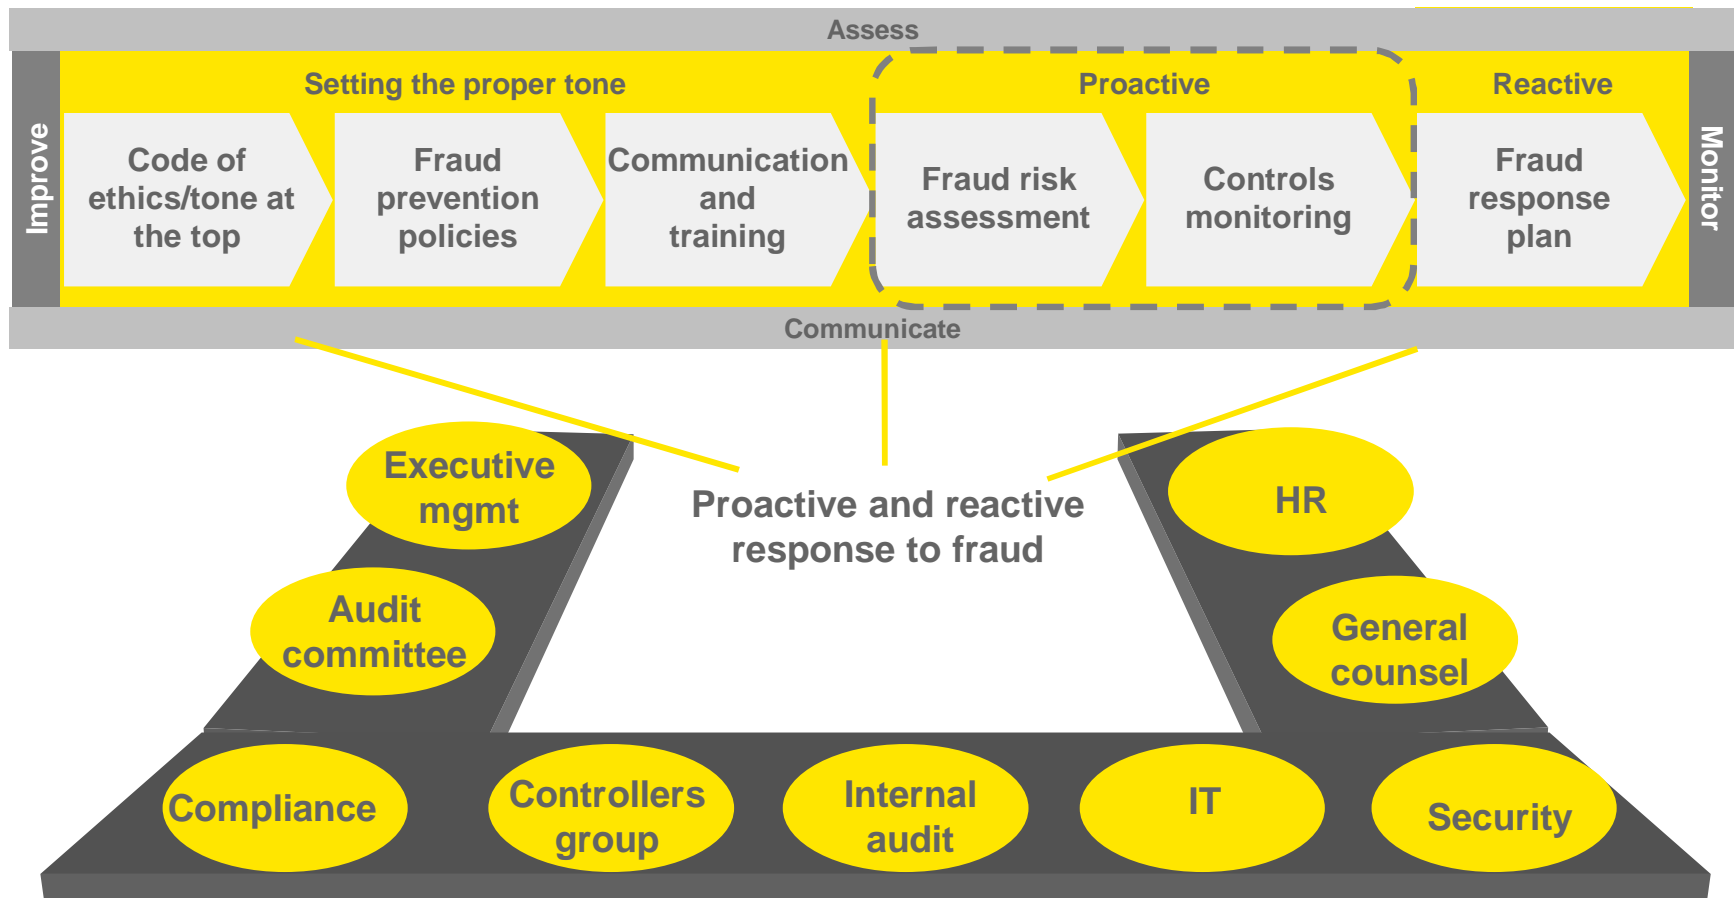 Assess
Setting the proper tone
Proactive
Reactive
Improve
Code of
ethics/tone at
the top
Fraud
prevention
policies
Communication
and
training
Fraud risk
assessment
Controls
monitoring
Fraud
response
plan
Monitor
Communicate
Executive
mgmt
Proactive and reactive
response to fraud
HR
Audit
committee
General
counsel
Compliance
Controllers
group
Internal
audit
IT
Security